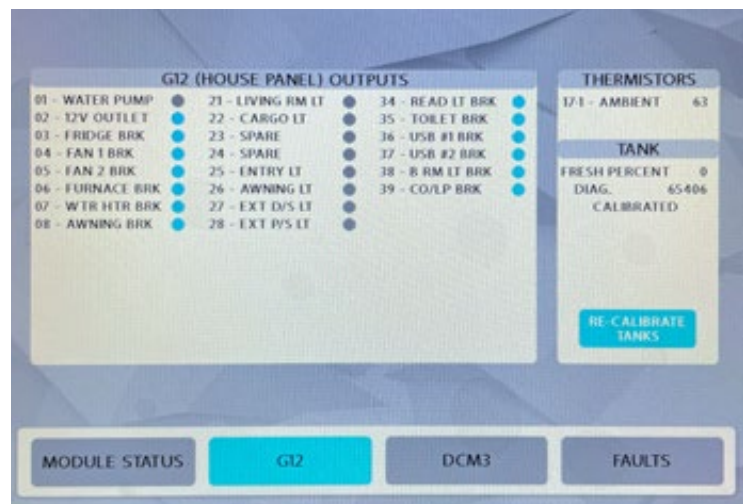 G12 (HOUSE PANEL) OUTPUTS
01 - WATER PUMP
02 - 12V OUTLET
03 - FRIDGE BRK
04 - FAN 1 BRK
05 - FAN 2 BRK
06 - FURNACE BRK
07 - WTR HTR BRK
08 - AWNING BRK
21 - LIVING RM LT
22 - CARGO LT
23 - SPARE
24 - SPARE
25 - ENTRY LT
26 - AWNING LT
27 - EXT D/S LT
28 - EXT P/S LT
34 - READ LT BRK
35 - TOILET BRK
36 - USB #1 BRK
37 - USB #2 BRK
38 - B RM LT BRK
39 - CO/LP BRK
THERMISTORS
17-1 - AMBIENT 63
TANK
FRESH PERCENT 0
DIAG. 65406
CALIBRATED
RE-CALIBRATE
TANKS
MODULE STATUS
G12
DCM3
FAULTS